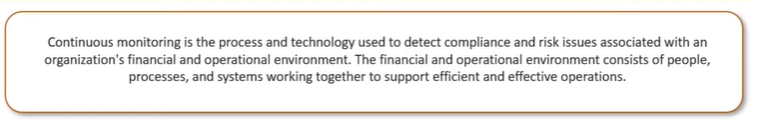 Continuous monitoring is the process and technology used to detect compliance and risk issues associated with an
organization's financial and operational environment. The financial and operational environment consists of people,
processes, and systems working together to support efficient and effective operations.